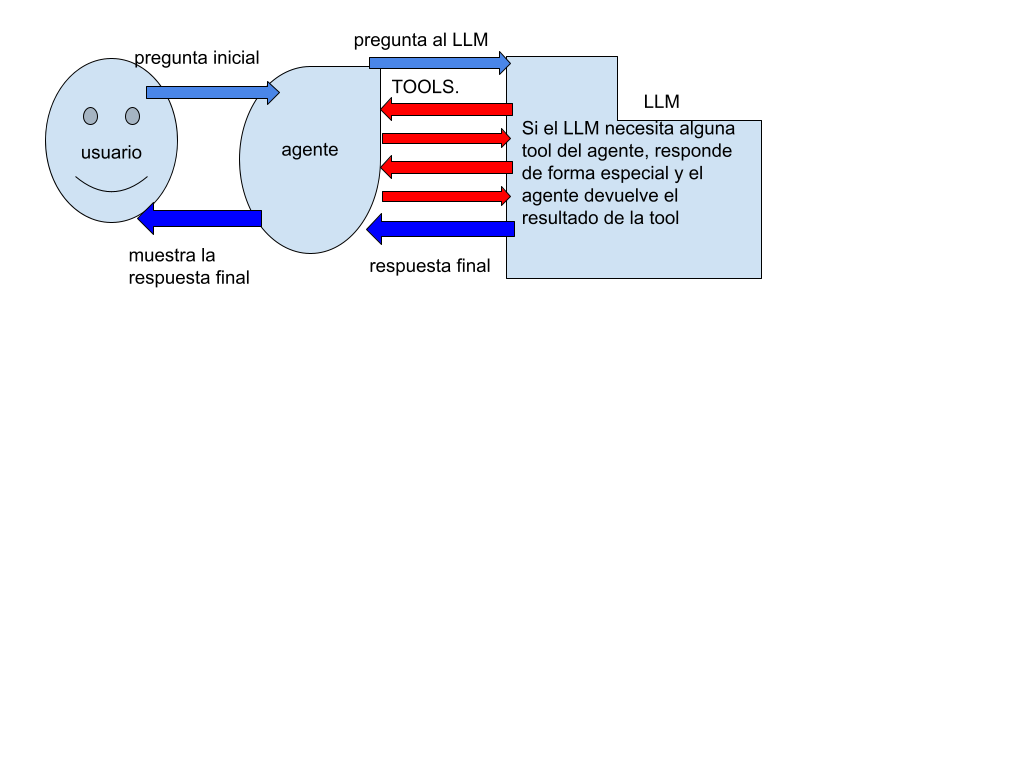 pregunta inicial
pregunta al LLM
TOOLS.
LLM
usuario
agente
Si el LLM necesita alguna
tool del agente, responde
de forma especial y el
agente devuelve el
resultado de la tool
muestra la
respuesta final
respuesta final